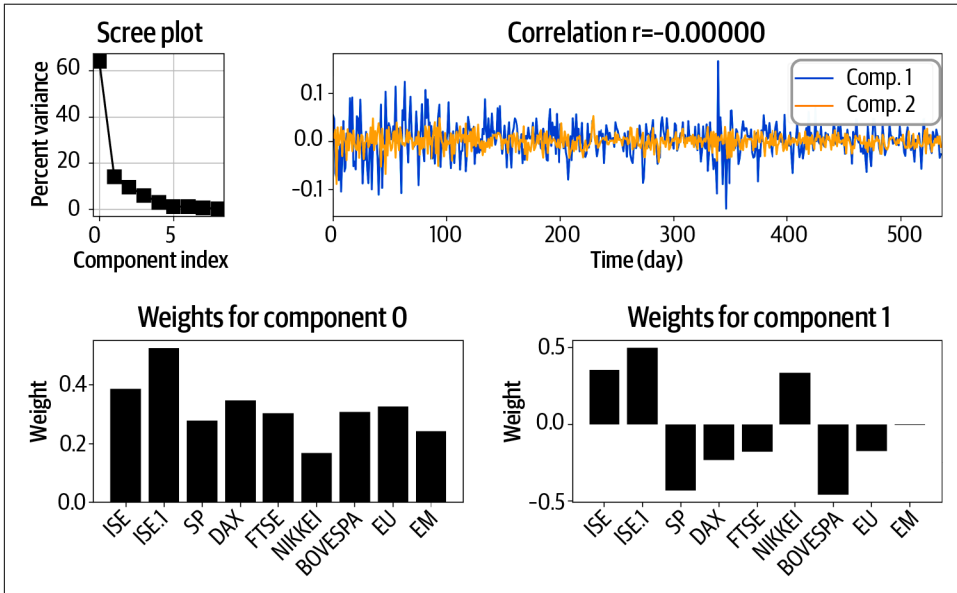 Scree plot
Percent variance
60
40
20
0
0
5
Component index
Correlation r=−0.00000
0.1
0.0
−0.1
Comp. 1
Comp. 2
0
100
200
300
400
500
Time (day)
Weights for component 0
Weight
0.4
0.2
0.0
ISE
ISE.1
SP
DAX
FTSE
NIKKEI
BOVESPA
EU
EM
Weights for component 1
Weight
0.5
0.0
−0.5
ISE
ISE.1
SP
DAX
FTSE
NIKKEI
BOVESPA
EU
EM